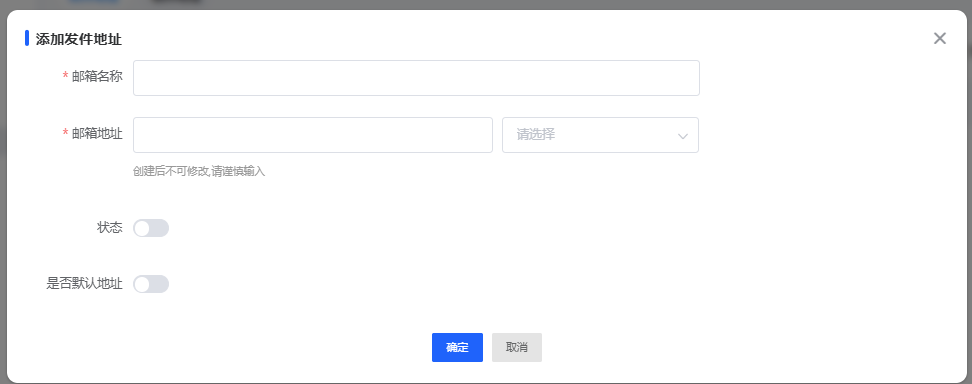 添加发件地址
* 邮箱名称
* 邮箱地址 请选择
创建后不可修改,请谨慎输入
状态
是否默认地址
确定 取消